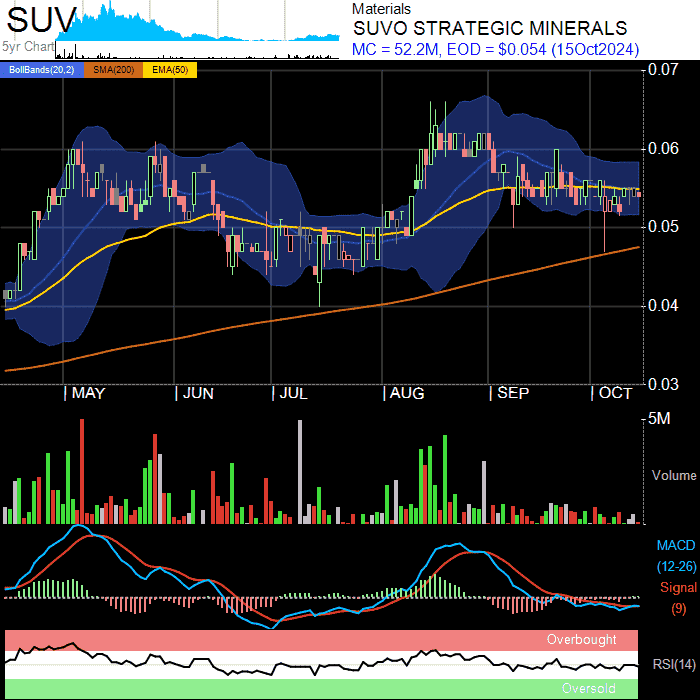 SUV
5yr Chart
Materials
SUVO STRATEGIC MINERALS
MC = 52.2M, EOD = $0.054 (15Oct2024)
BollBands(20,2) SMA(200) EMA(50)
0.07
0.06
0.05
0.04
0.03
| MAY | JUN | JUL | AUG | SEP | OCT
5M
Volume
MACD
(12-26)
Signal
(9)
Overbought
RSI(14)
Oversold